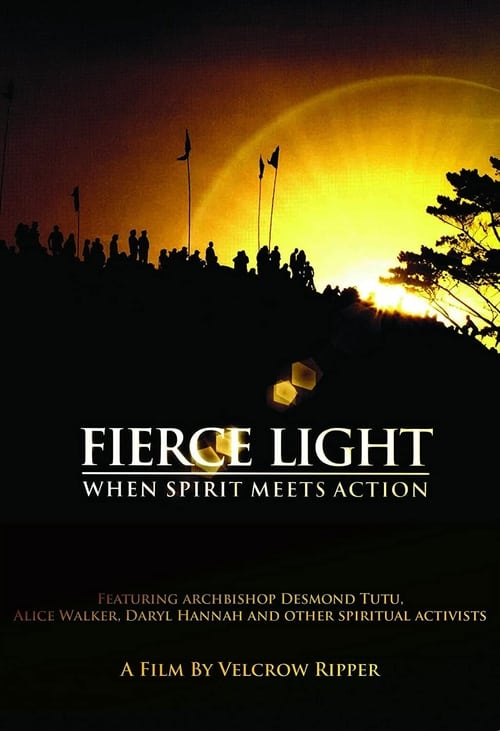 FIERCE LIGHT
WHEN SPIRIT MEETS ACTION
FEATURING ARCHBISHOP DESMOND TUTU,
ALICE WALKER, DARYL HANNAH AND OTHER SPIRITUAL ACTIVISTS
A FILM BY VELCROW RIPPER